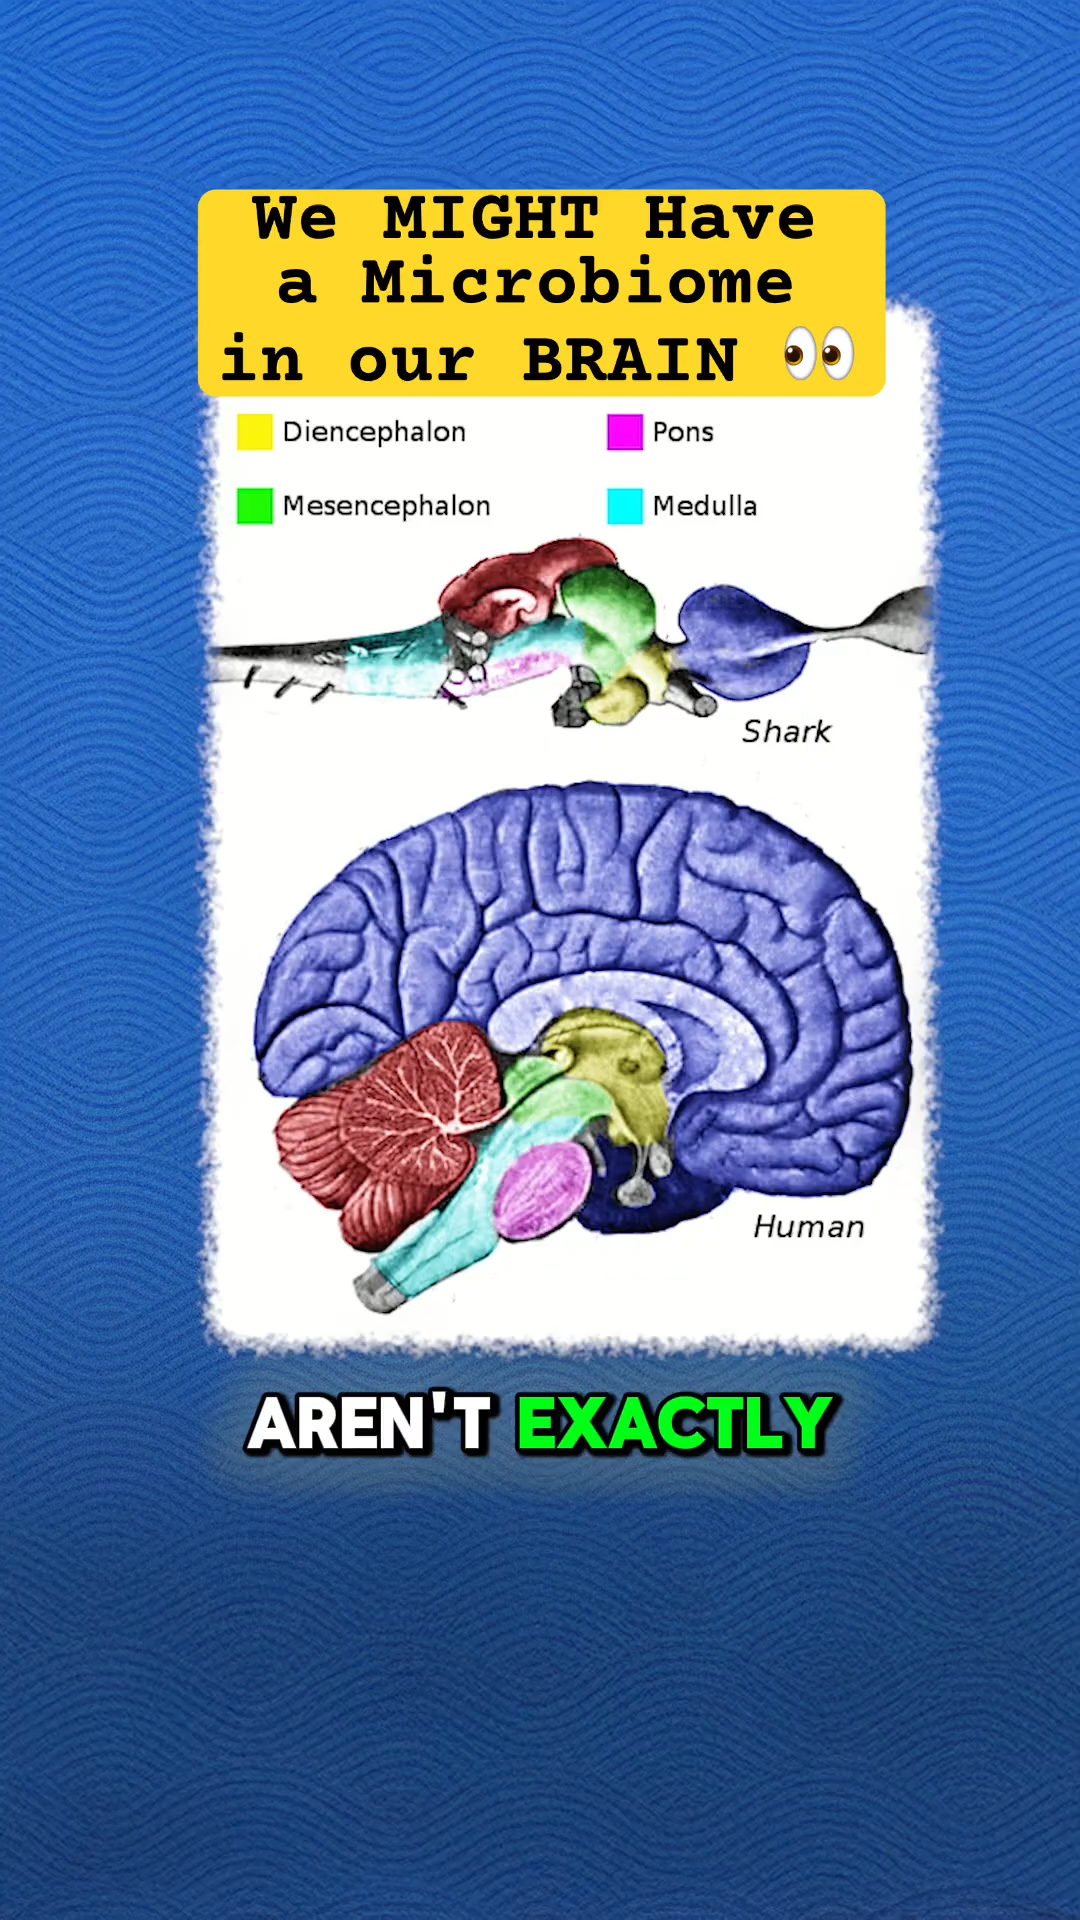 We MIGHT Have
a Microbiome
in our BRAIN 👀
Diencephalon
Pons
Mesencephalon
Medulla
Shark
Human
AREN'T EXACTLY